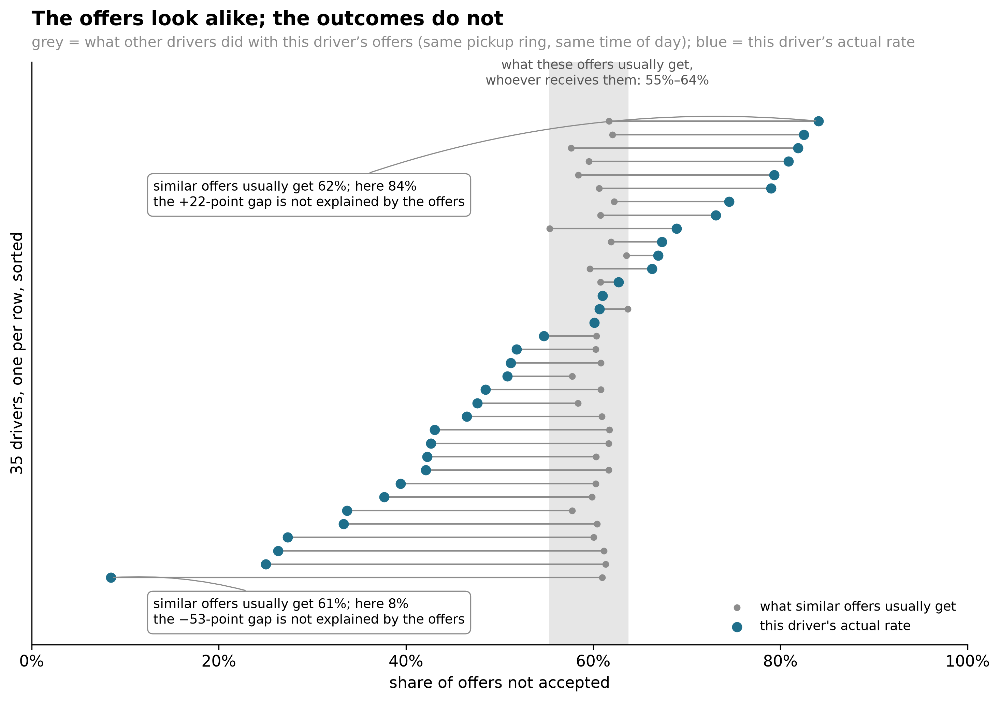 The offers look alike; the outcomes do not
grey = what other drivers did with this driver’s offers (same pickup ring, same time of day); blue = this driver’s actual rate
what these offers usually get,
whoever receives them: 55%–64%
similar offers usually get 62%; here 84%
the +22-point gap is not explained by the offers
35 drivers, one per row, sorted
similar offers usually get 61%; here 8%
the −53-point gap is not explained by the offers
what similar offers usually get
this driver's actual rate
0% 20% 40% 60% 80% 100%
share of offers not accepted